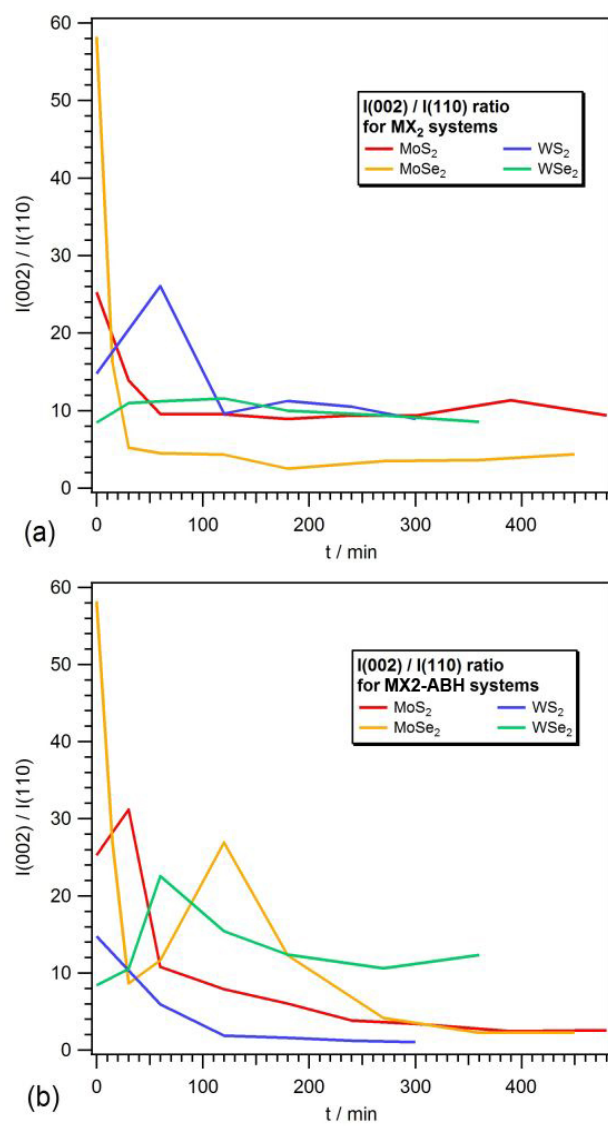 60
50
40
30
20
10
0
I(002) / I(110)
I(002) / I(110) ratio
for MX₂ systems
MoS₂ WS₂
MoSe₂ WSe₂
0 100 200 300 400
t / min
(a)
60
50
40
30
20
10
0
I(002) / I(110)
I(002) / I(110) ratio
for MX2-ABH systems
MoS₂ WS₂
MoSe₂ WSe₂
0 100 200 300 400
t / min
(b)